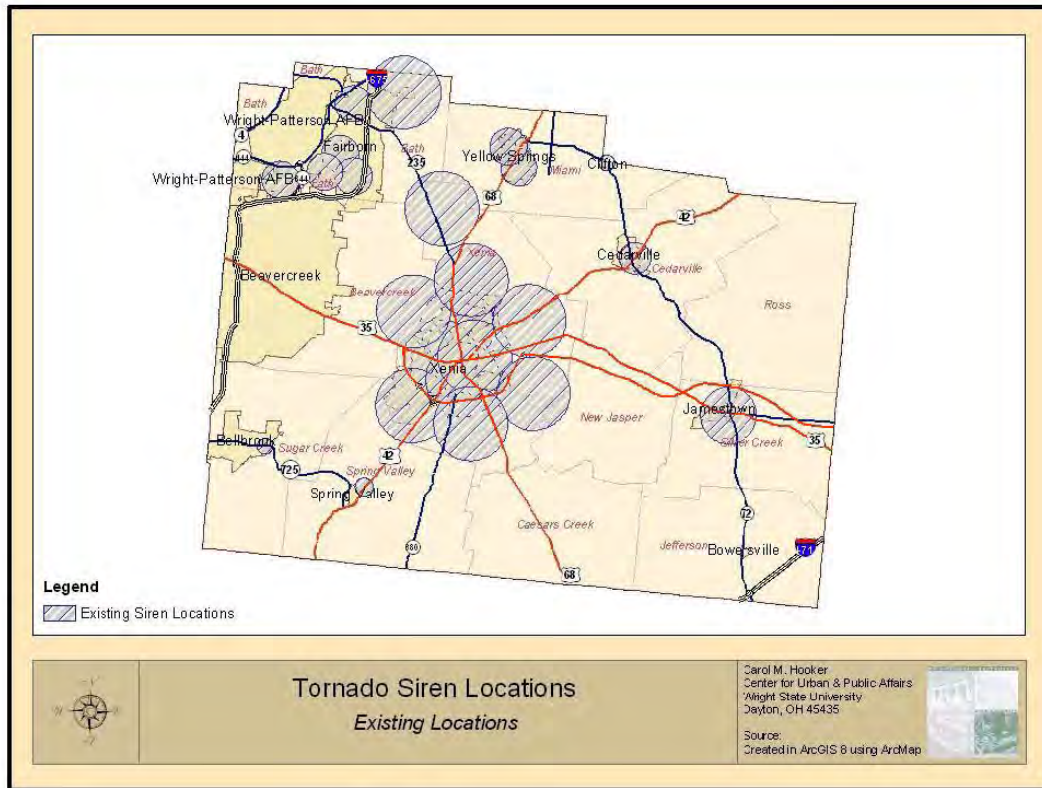 Bath
675
Bath
Wright-Patterson AFB
4
Fairborn
Bath
235
Yellow Springs
Miami
Clifton
444
Wright-Patterson AFB
444
Bath
68
42
Cedarville
Cedarville
Xenia
Beavercreek
Beavercreek
Ross
35
Xenia
New Jasper
Jamestown
Silver Creek
35
Bellbrook
Sugar Creek
42
725
Spring Valley
Spring Valley
72
Caesars Creek
Jefferson
Bowersville
71
380
68
Legend
Existing Siren Locations
Tornado Siren Locations
Existing Locations
Carol M. Hooker
Center for Urban & Public Affairs
Wright State University
Dayton, OH 45435
Source:
Created in ArcGIS 8 using ArcMap